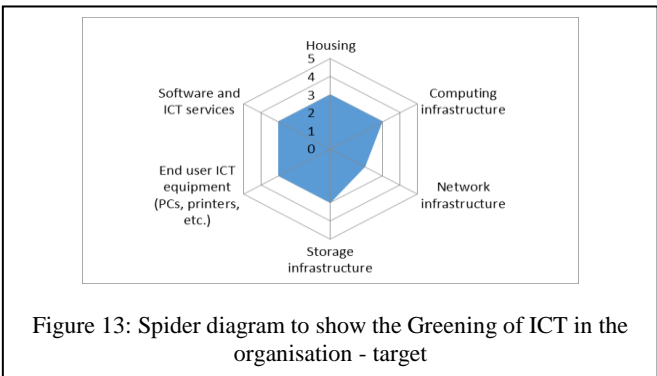 Housing
5
4
3
2
1
0
Computing
infrastructure
Network
infrastructure
Storage
infrastructure
End user ICT
equipment
(PCs, printers,
etc.)
Software and
ICT services
Figure 13: Spider diagram to show the Greening of ICT in the
organisation - target